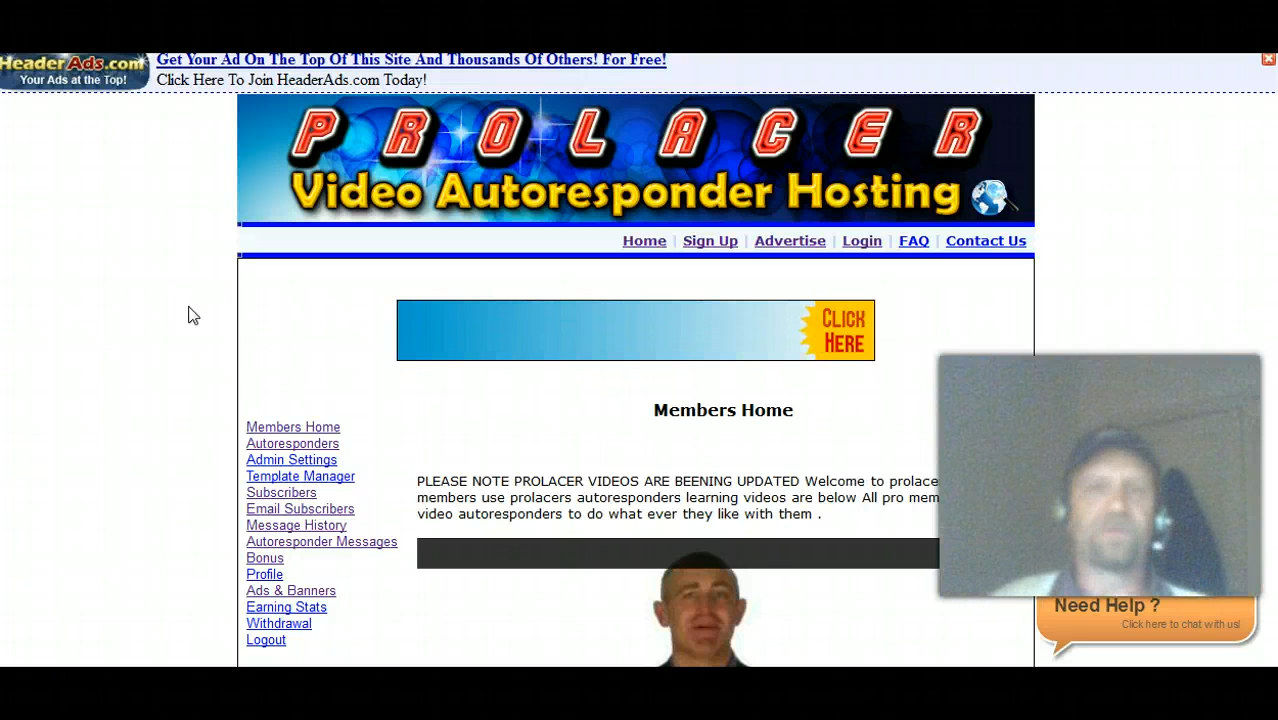 HeaderAds.com
Your Ads at the Top!
Get Your Ad On The Top Of This Site And Thousands Of Others! For Free!
Click Here To Join HeaderAds.com Today!
PROLACER
Video Autoresponder Hosting
Home | Sign Up | Advertise | Login | FAQ | Contact Us
CLICK
HERE
Members Home
Members Home
Autoresponders
Admin Settings
Template Manager
Subscribers
Email Subscribers
Message History
Autoresponder Messages
Bonus
Profile
Ads & Banners
Earning Stats
Withdrawal
Logout
PLEASE NOTE PROLACER VIDEOS ARE BEENING UPDATED Welcome to prolace
members use prolacers autoresponders learning videos are below All pro mem
video autoresponders to do what ever they like with them .
Need Help ?
Click here to chat with us!